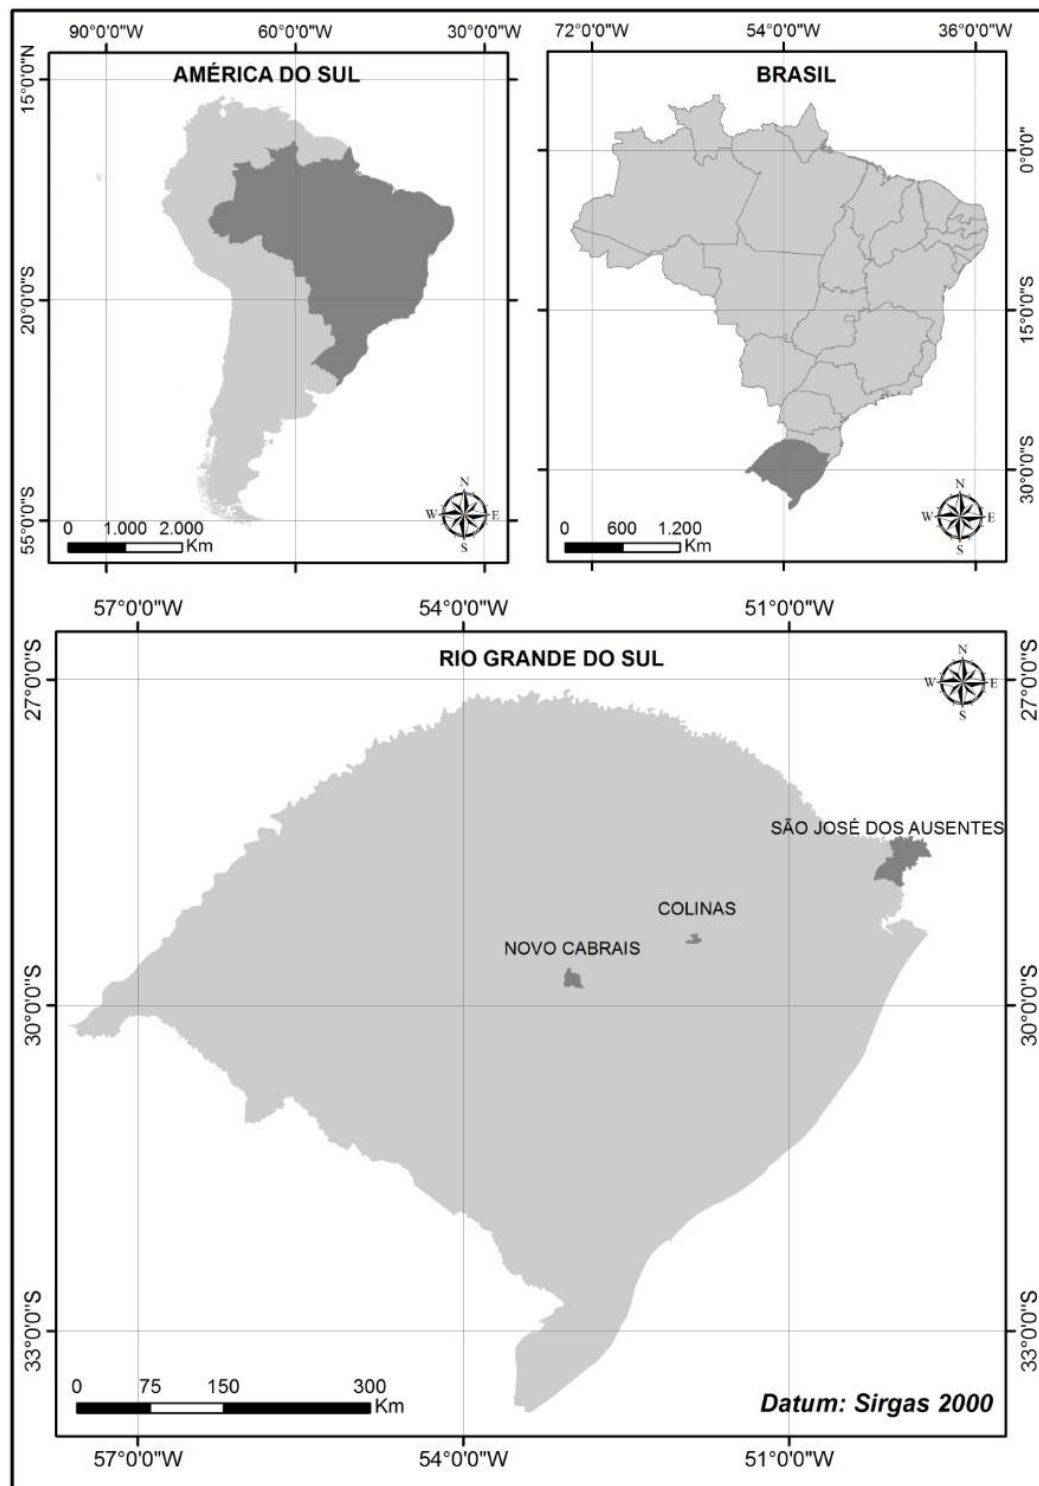 90°0'0"W 60°0'0"W 30°0'0"W
AMÉRICA DO SUL
15°0'0"N
20°0'0"S
55°0'0"S
0 1.000 2.000
Km
N
W E
S
72°0'0"W 54°0'0"W 36°0'0"W
BRASIL
0°0'0"
15°0'0"S
30°0'0"S
0 600 1.200
Km
N
W E
S
57°0'0"W 54°0'0"W 51°0'0"W
RIO GRANDE DO SUL
N
W E
S
27°0'0"S 27°0'0"S
SÃO JOSÉ DOS AUSENTES
COLINAS
NOVO CABRAIS
30°0'0"S 30°0'0"S
33°0'0"S 33°0'0"S
0 75 150 300
Km
Datum: Sirgas 2000
57°0'0"W 54°0'0"W 51°0'0"W